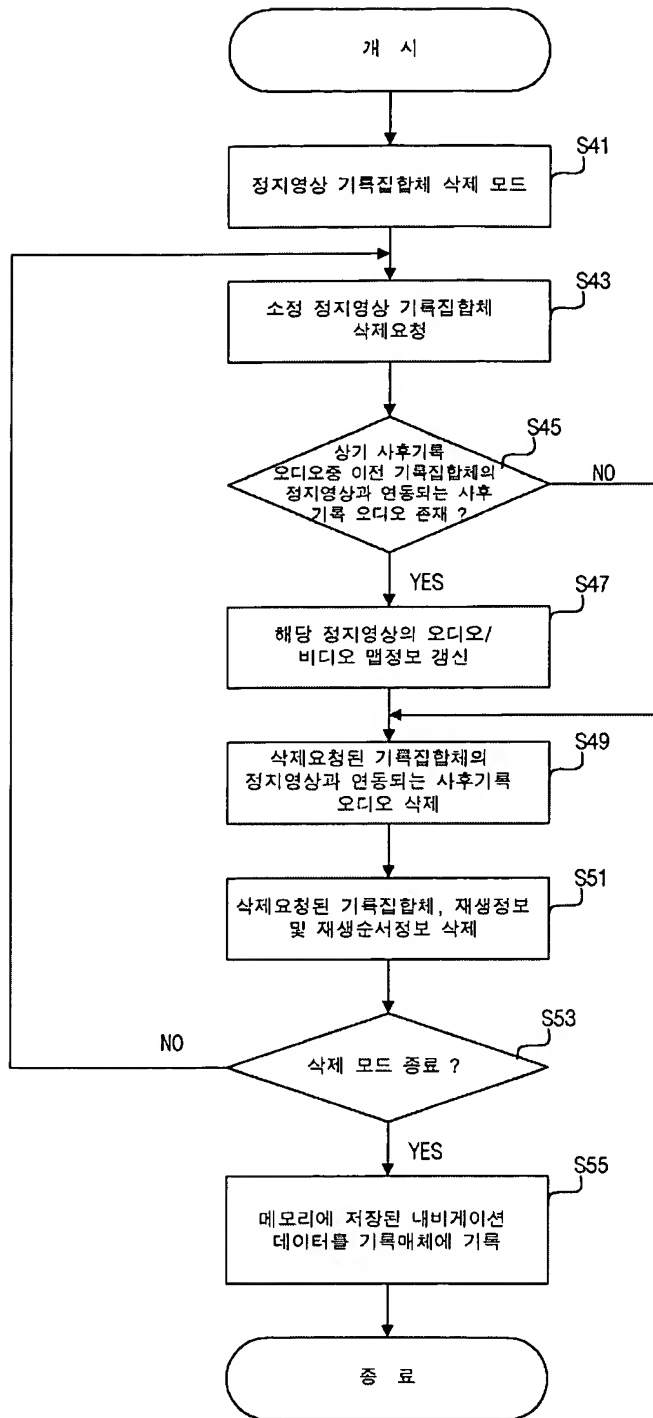 개 시
S41
정지영상 기록집합체 삭제 모드
S43
소정 정지영상 기록집합체
삭제요청
S45
상기 사후기록
오디오중 이전 기록집합체의
정지영상과 연동되는 사후
기록 오디오 존재 ?
NO
YES
S47
해당 정지영상의 오디오/
비디오 맵정보 갱신
S49
삭제요청된 기록집합체의
정지영상과 연동되는 사후기록
오디오 삭제
S51
삭제요청된 기록집합체, 재생정보
및 재생순서정보 삭제
S53
NO
삭제 모드 종료 ?
YES
S55
메모리에 저장된 내비게이션
데이터를 기록매체에 기록
종 료